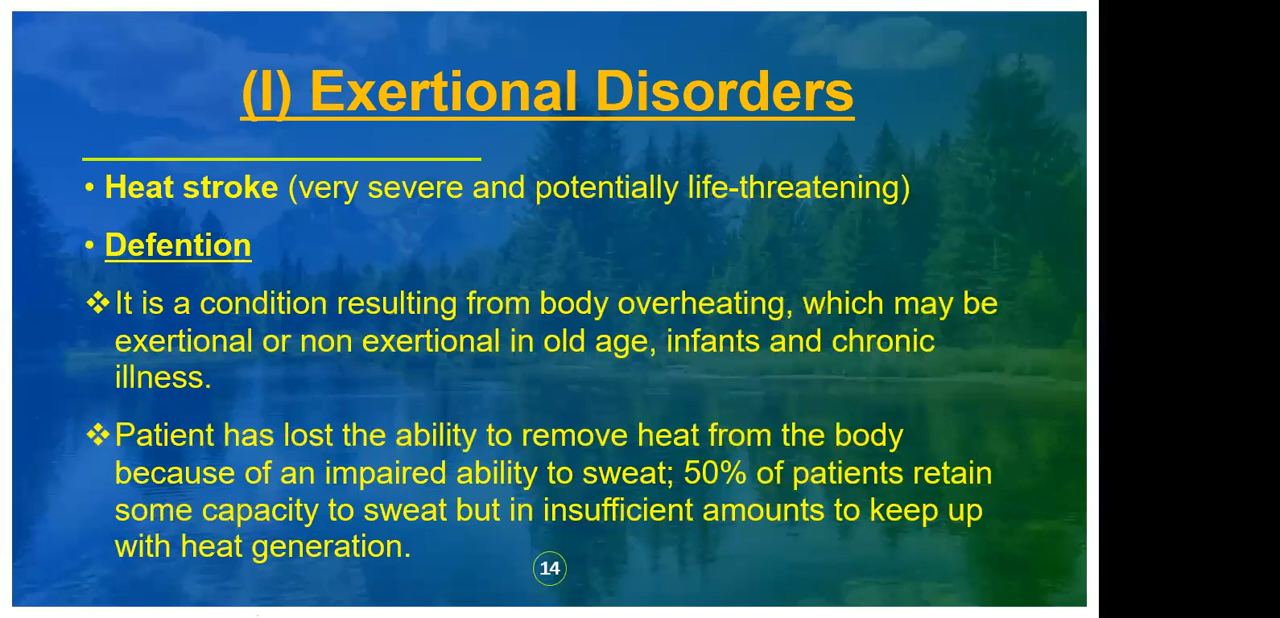 (I) Exertional Disorders
• Heat stroke (very severe and potentially life-threatening)
• Defention
❖It is a condition resulting from body overheating, which may be
exertional or non exertional in old age, infants and chronic
illness.
❖Patient has lost the ability to remove heat from the body
because of an impaired ability to sweat; 50% of patients retain
some capacity to sweat but in insufficient amounts to keep up
with heat generation.
14